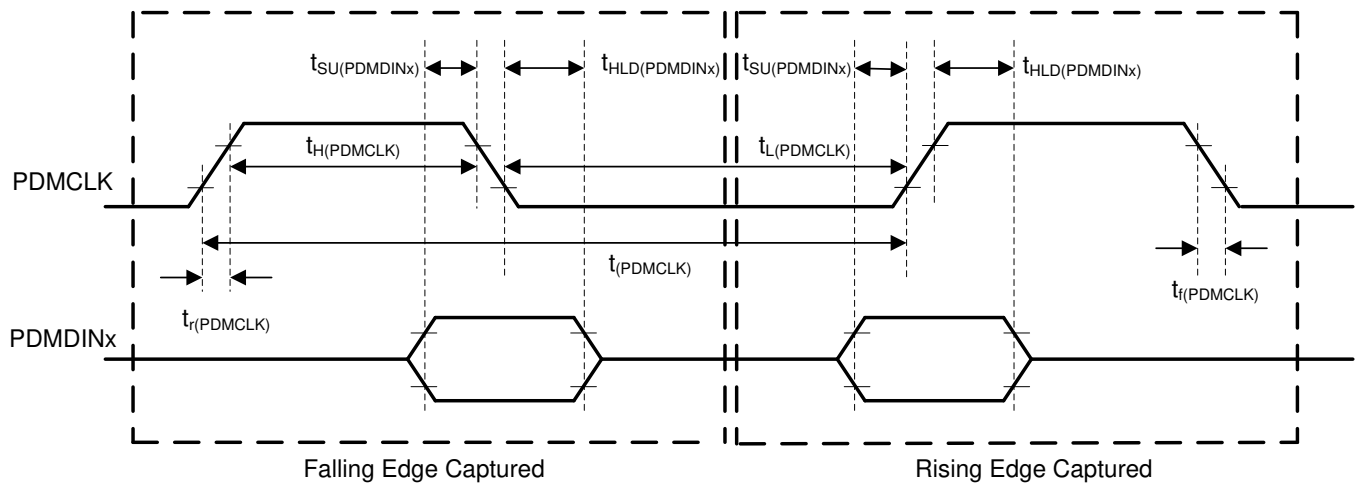 tSU(PDMDINx)
tHLD(PDMDINx)
tSU(PDMDINx)
tHLD(PDMDINx)
tH(PDMCLK)
tL(PDMCLK)
PDMCLK
t(PDMCLK)
tr(PDMCLK)
tf(PDMCLK)
PDMDINx
Falling Edge Captured
Rising Edge Captured